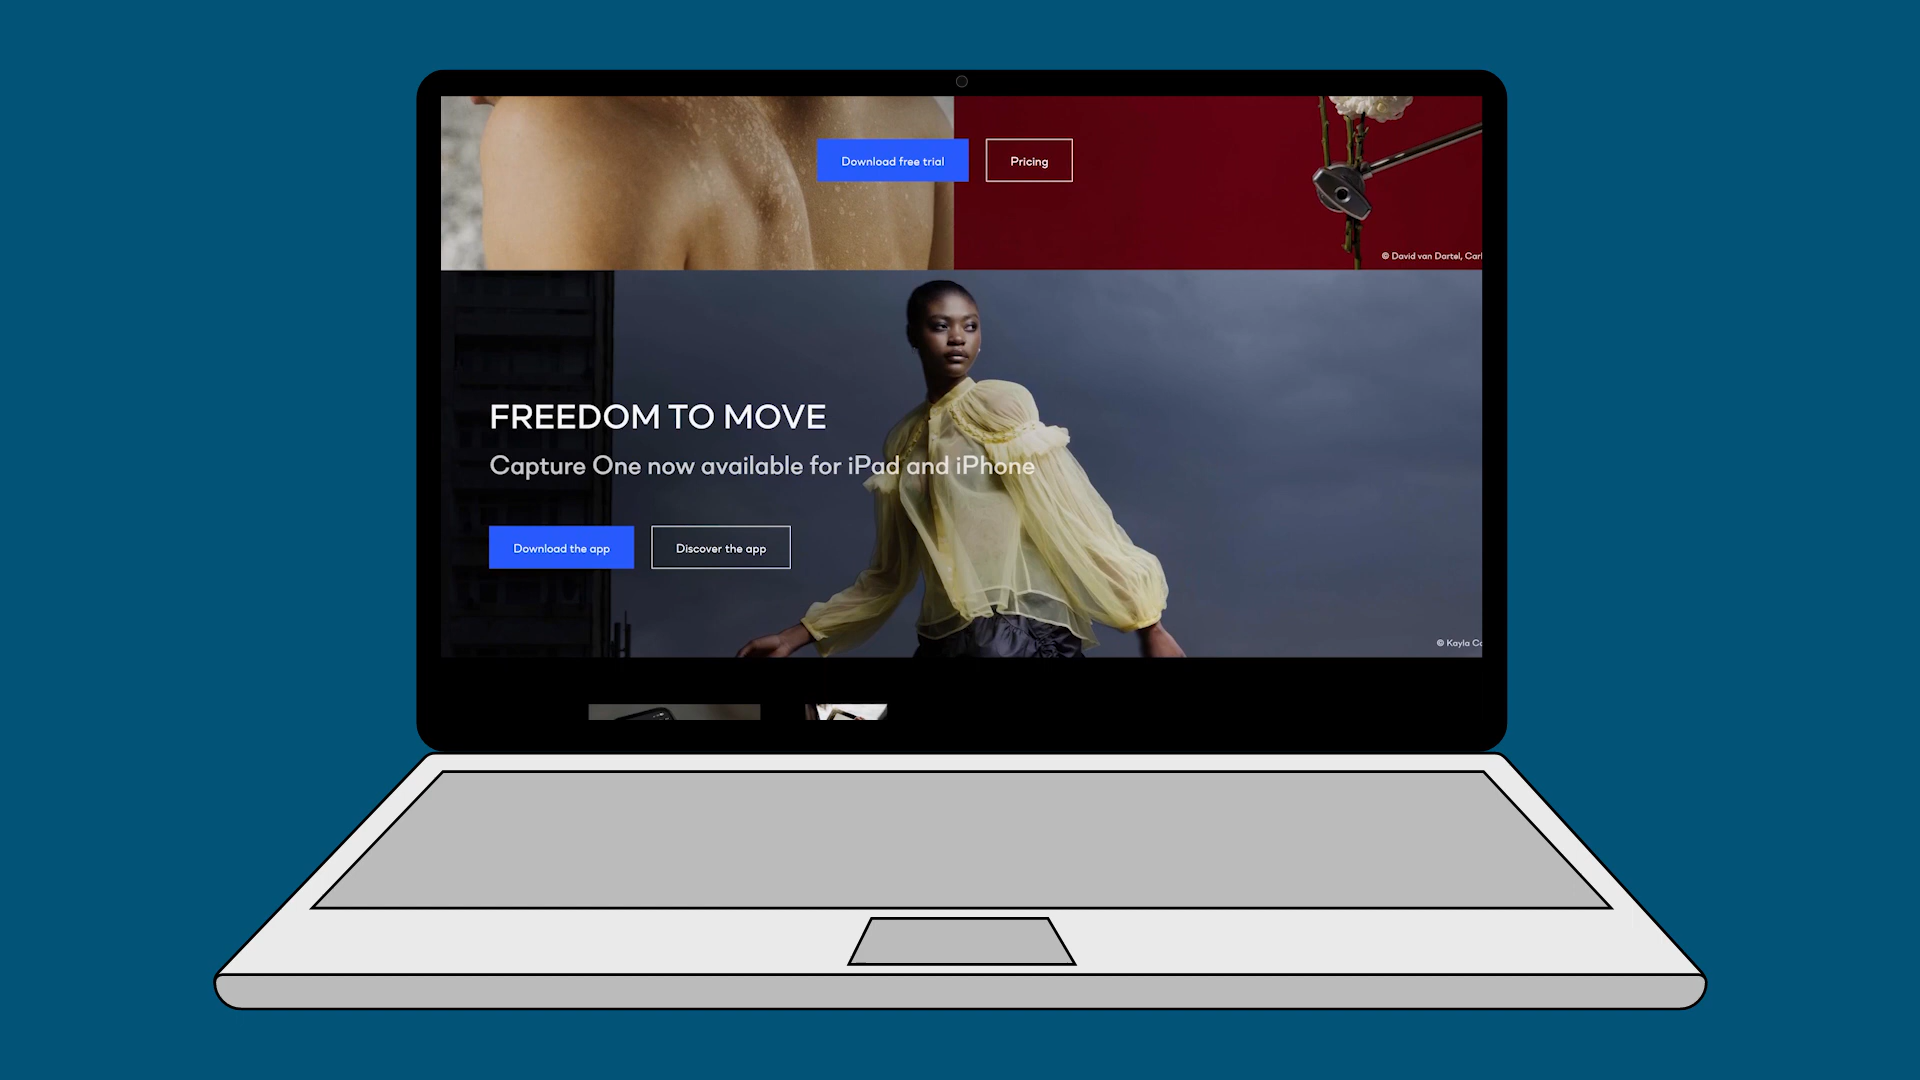 Download free trial
Pricing
© David van Dartel,
FREEDOM TO MOVE
Capture One now available for iPad and iPhone
Download the app
Discover the app
© Kayla